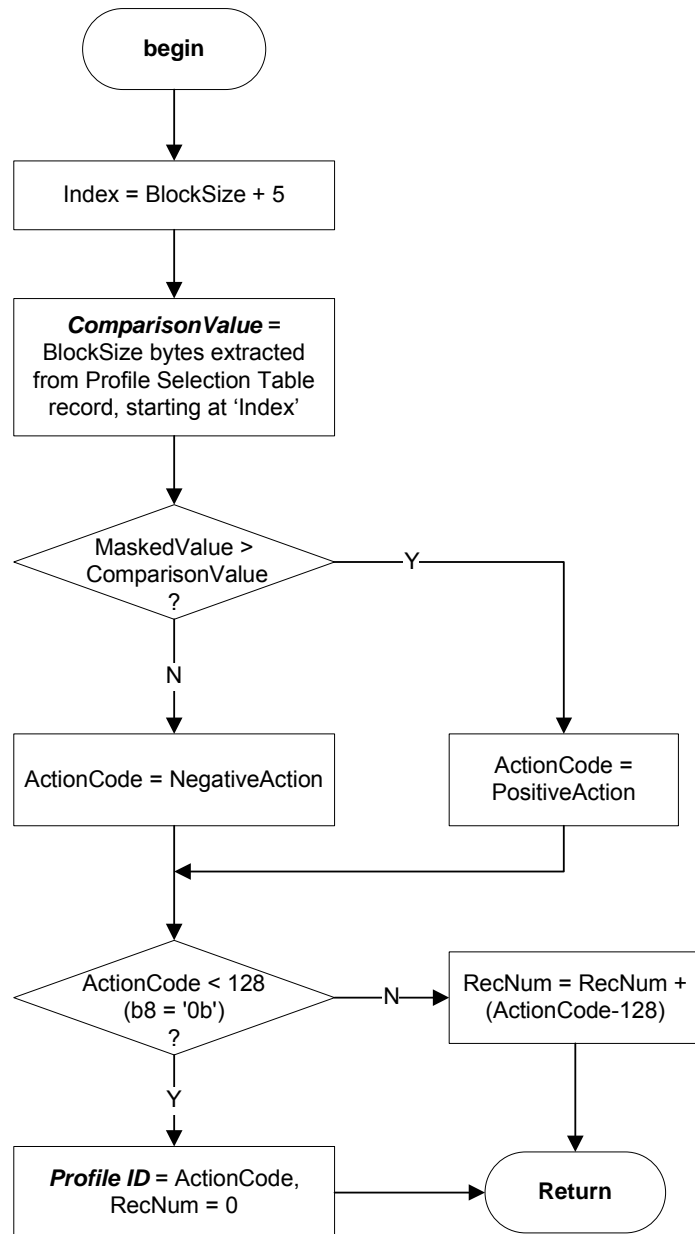 begin
Index = BlockSize + 5
ComparisonValue =
BlockSize bytes extracted
from Profile Selection Table
record, starting at ‘Index’
MaskedValue >
ComparisonValue
?
Y
N
ActionCode = NegativeAction
ActionCode =
PositiveAction
ActionCode < 128
(b8 = '0b')
?
N
RecNum = RecNum +
(ActionCode-128)
Y
Profile ID = ActionCode,
RecNum = 0
Return